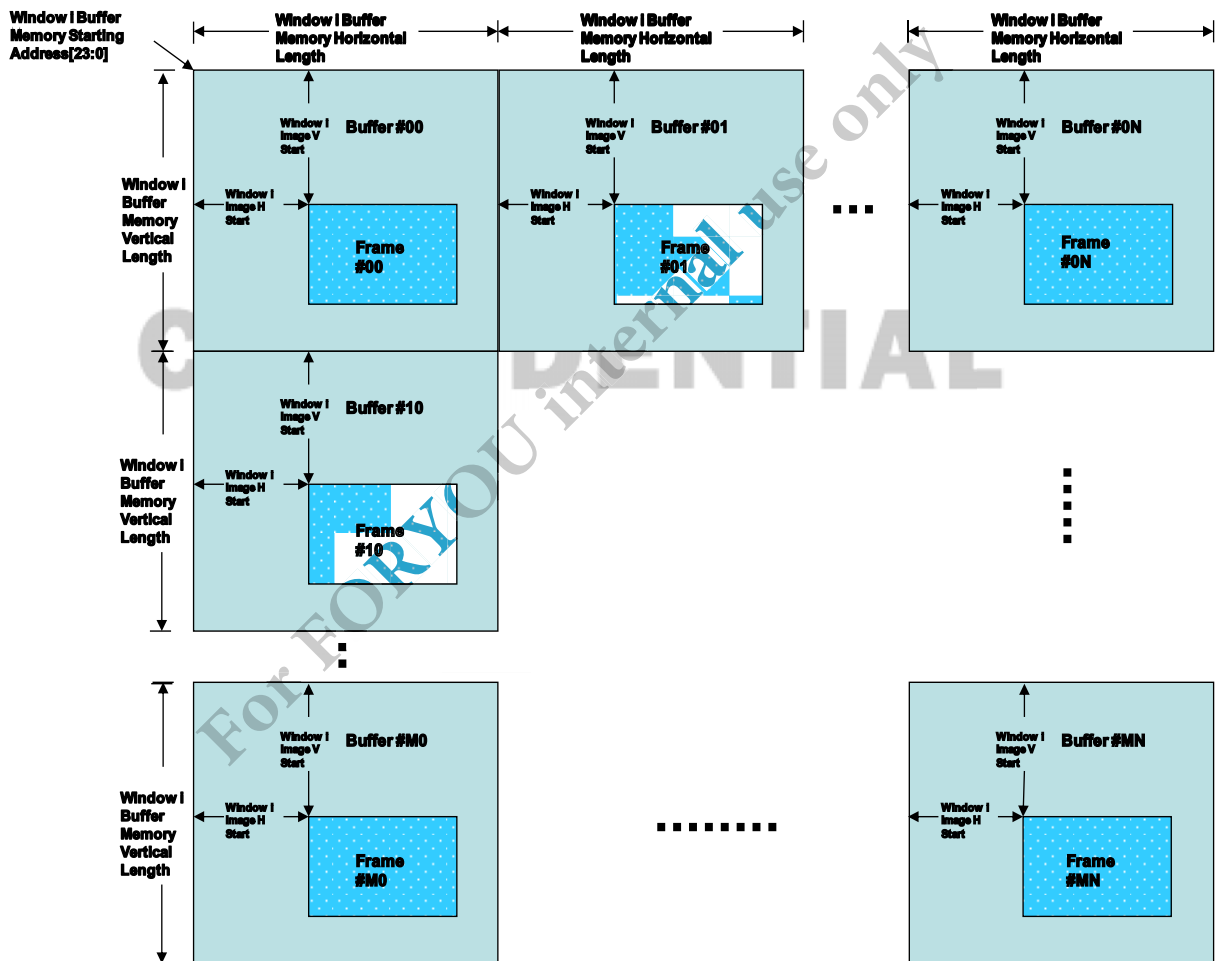 Window I Buffer
Memory Starting
Address[23:0]
Window I Buffer
Memory Horizontal
Length
Window I Buffer
Memory Horizontal
Length
Window I Buffer
Memory Horizontal
Length
Window I
Buffer
Memory
Vertical
Length
Window I
Image V
Start
Buffer #00
Window I
Image H
Start
Frame
#00
Window I
Image V
Start
Buffer #01
Window I
Image H
Start
Frame
#01
Window I
Image V
Start
Buffer #0N
Window I
Image H
Start
Frame
#0N
Window I
Buffer
Memory
Vertical
Length
Window I
Image V
Start
Buffer #10
Window I
Image H
Start
Frame
#10
Window I
Buffer
Memory
Vertical
Length
Window I
Image V
Start
Buffer #M0
Window I
Image H
Start
Frame
#M0
Window I
Image V
Start
Buffer #MN
Window I
Image H
Start
Frame
#MN
For FORYOU internal use only